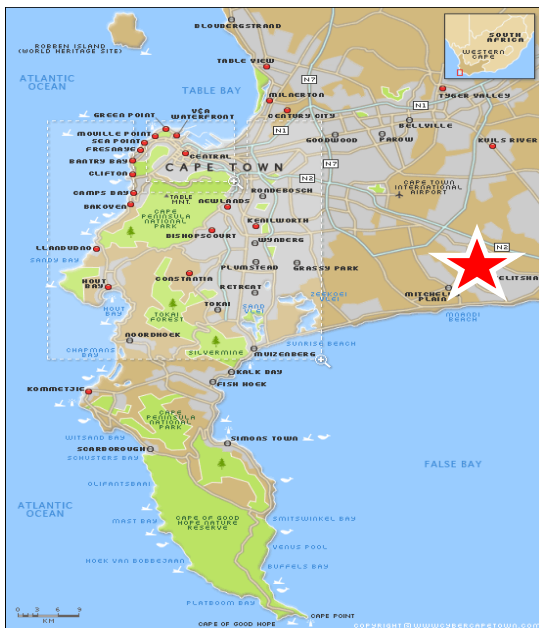 BLOUBERGSTRAND
ROBBEN ISLAND
(WORLD HERITAGE SITE)
SOUTH
AFRICA
WESTERN
CAPE
TABLE VIEW
ATLANTIC
OCEAN
TABLE BAY
N7
TYGER VALLEY
MILNERTON
CENTURY CITY
N1
GREEN POINT
V&A
WATERFRONT
BELLVILLE
MOUILLE POINT
N1
GOODWOOD
PAROW
SEA POINT
KUILS RIVER
FRESNAYE
CENTRAL
BANTRY BAY
CAPE TOWN
N7
CLIFTON
N2
CAPE TOWN
INTERNATIONAL
AIRPORT
CAMPS BAY
TABLE
MNT.
RONDEBOSCH
BAKOVEN
NEWLANDS
CAPE
PENINSULA
NATIONAL
PARK
KENILWORTH
BISHOPSCOURT
WYNBERG
LLANDUDNO
N2
SANDY BAY
PLUMSTEAD
GRASSY PARK
CONSTANTIA
HOUT
BAY
RETREAT
MITCHELLS
PLAIN
ELITSHA
ZEEKOEI
VLEI
TOKAI
SAND
VLEI
HOUT
BAY
TOKAI
FOREST
MNANDI
BEACH
NOORDHOEK
SUNRISE BEACH
CHAPMANS
BAY
SILVERMINE
MUIZENBERG
KALK BAY
FISH HOEK
KOMMETJIE
CAPE
PENINSULA
NATIONAL
PARK
WITSAND BAY
SIMONS TOWN
SCARBOROUGH
SCHUSTERS BAY
FALSE BAY
OLIFANTSBAAI
ATLANTIC
OCEAN
MAST BAY
CAPE OF GOOD
HOPE NATURE
RESERVE
SMITSWINKEL BAY
VENUS POOL
HOEK VAN BOBBEJAAN
BUFFELS BAY
PLATBOOM BAY
0 3 6 9
KM
CAPE POINT
CAPE OF GOOD HOPE
COPYRIGHT @ WWW.CYBERCAPETOWN.COM